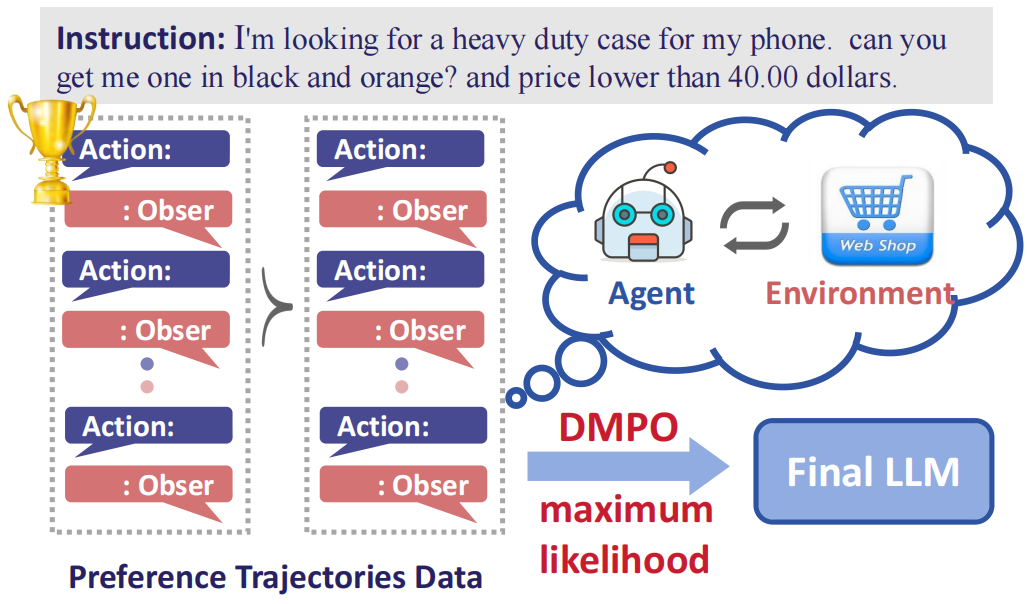 Instruction: I'm looking for a heavy duty case for my phone. can you
get me one in black and orange? and price lower than 40.00 dollars.
Action:
: Obser
Action:
: Obser
Action:
: Obser
Action:
: Obser
Action:
: Obser
Action:
: Obser
Preference Trajectories Data
Web Shop
Agent
Environment
DMPO
maximum
likelihood
Final LLM